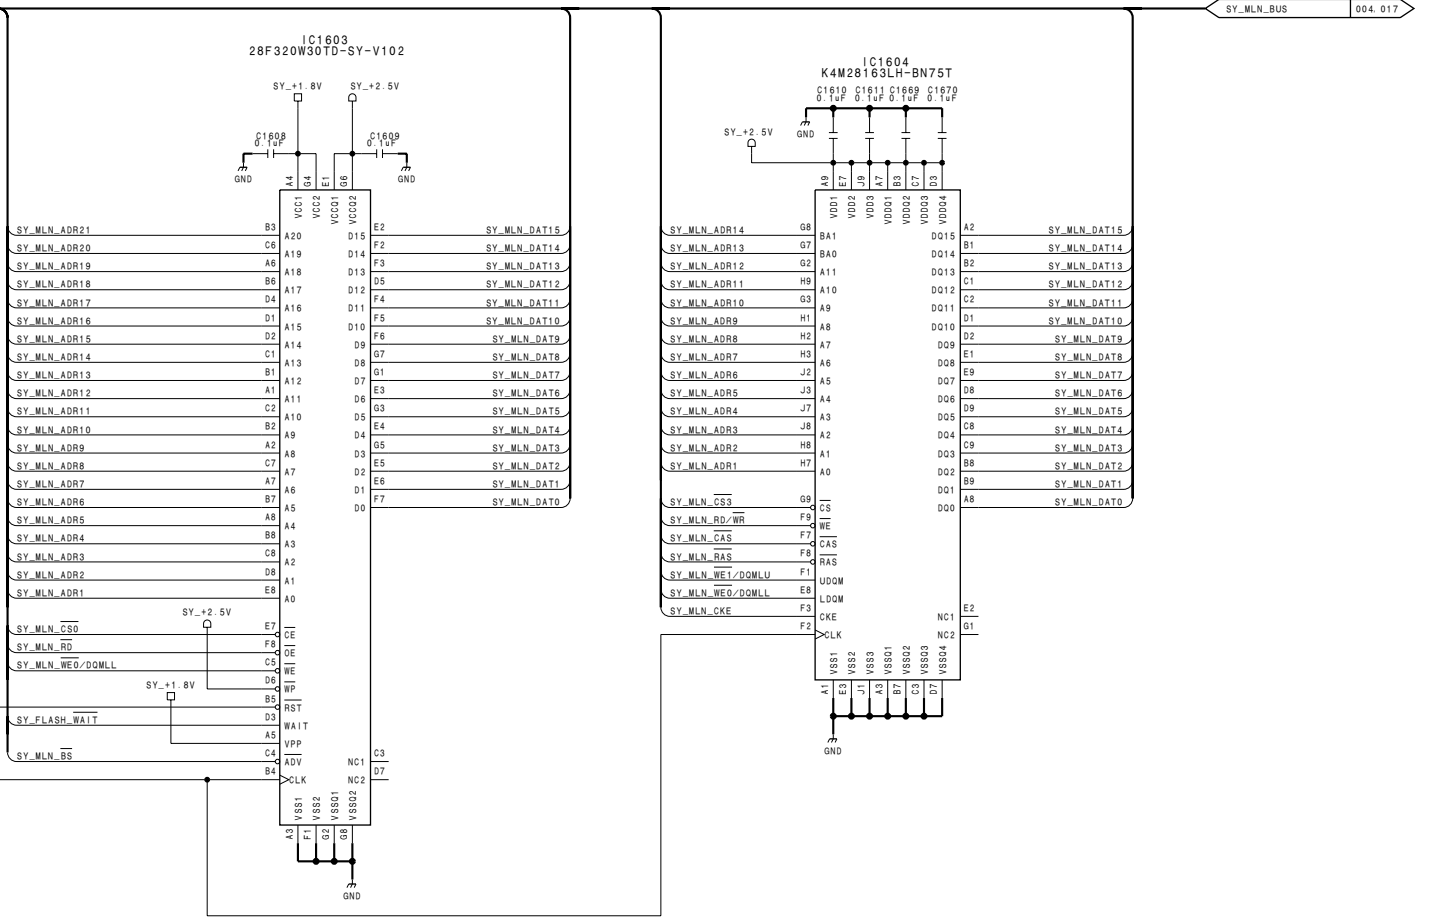 SY_MLN_BUS 004.017
IC1603
28F320W30TD-SY-V102
SY_+1.8V SY_+2.5V
C1608
0.1uF
C1609
0.1uF
GND GND
A4 G4 E1 G6
VCC1 VCC2 VCCQ1 VCCQ2
SY_MLN_ADR21 B3 A20 D15 E2 SY_MLN_DAT15
SY_MLN_ADR20 C6 A19 D14 F2 SY_MLN_DAT14
SY_MLN_ADR19 A6 A18 D13 F3 SY_MLN_DAT13
SY_MLN_ADR18 B6 A17 D12 D5 SY_MLN_DAT12
SY_MLN_ADR17 D4 A16 D11 F4 SY_MLN_DAT11
SY_MLN_ADR16 D1 A15 D10 F5 SY_MLN_DAT10
SY_MLN_ADR15 D2 A14 D9 F6 SY_MLN_DAT9
SY_MLN_ADR14 C1 A13 D8 G7 SY_MLN_DAT8
SY_MLN_ADR13 B1 A12 D7 G1 SY_MLN_DAT7
SY_MLN_ADR12 A1 A11 D6 E3 SY_MLN_DAT6
SY_MLN_ADR11 C2 A10 D5 G3 SY_MLN_DAT5
SY_MLN_ADR10 B2 A9 D4 E4 SY_MLN_DAT4
SY_MLN_ADR9 A2 A8 D3 G5 SY_MLN_DAT3
SY_MLN_ADR8 C7 A7 D2 E5 SY_MLN_DAT2
SY_MLN_ADR7 A7 A6 D1 E6 SY_MLN_DAT1
SY_MLN_ADR6 B7 A5 D0 F7 SY_MLN_DAT0
SY_MLN_ADR5 A8 A4
SY_MLN_ADR4 B8 A3
SY_MLN_ADR3 C8 A2
SY_MLN_ADR2 D8 A1
SY_MLN_ADR1 E8 A0
SY_+2.5V
SY_MLN_CS0 E7 CE
SY_MLN_RD F8 OE
SY_MLN_WE0/DQMLL C5 WE
D6 WP
SY_+1.8V
B5 RST
SY_FLASH_WAIT D3 WAIT
A5 VPP
SY_MLN_BS C4 ADV NC1 C3
B4 CLK NC2 D7
VSS1 VSS2 VSSQ1 VSSQ2
A3 F1 G2 G8
GND
IC1604
K4M28163LH-BN75T
C1610 C1611 C1669 C1670
0.1uF 0.1uF 0.1uF 0.1uF
SY_+2.5V GND
A9 E7 J9 A7 B3 C7 D3
VDD1 VDD2 VDD3 VDDQ1 VDDQ2 VDDQ3 VDDQ4
SY_MLN_ADR14 G8 BA1 DQ15 A2 SY_MLN_DAT15
SY_MLN_ADR13 G7 BA0 DQ14 B1 SY_MLN_DAT14
SY_MLN_ADR12 G2 A11 DQ13 B2 SY_MLN_DAT13
SY_MLN_ADR11 H9 A10 DQ12 C1 SY_MLN_DAT12
SY_MLN_ADR10 G3 A9 DQ11 C2 SY_MLN_DAT11
SY_MLN_ADR9 H1 A8 DQ10 D1 SY_MLN_DAT10
SY_MLN_ADR8 H2 A7 DQ9 D2 SY_MLN_DAT9
SY_MLN_ADR7 H3 A6 DQ8 E1 SY_MLN_DAT8
SY_MLN_ADR6 J2 A5 DQ7 E9 SY_MLN_DAT7
SY_MLN_ADR5 J3 A4 DQ6 D8 SY_MLN_DAT6
SY_MLN_ADR4 J7 A3 DQ5 D9 SY_MLN_DAT5
SY_MLN_ADR3 J8 A2 DQ4 C8 SY_MLN_DAT4
SY_MLN_ADR2 H8 A1 DQ3 C9 SY_MLN_DAT3
SY_MLN_ADR1 H7 A0 DQ2 B8 SY_MLN_DAT2
DQ1 B9 SY_MLN_DAT1
SY_MLN_CS3 G9 CS DQ0 A8 SY_MLN_DAT0
SY_MLN_RD/WR F9 WE
SY_MLN_CAS F7 CAS
SY_MLN_RAS F8 RAS
SY_MLN_WE1/DQMLU F1 UDQM
SY_MLN_WE0/DQMLL E8 LDQM
SY_MLN_CKE F3 CKE NC1 E2
F2 CLK NC2 G1
VSS1 VSS2 VSS3 VSSQ1 VSSQ2 VSSQ3 VSSQ4
A1 E3 J1 A3 B7 C3 D7
GND